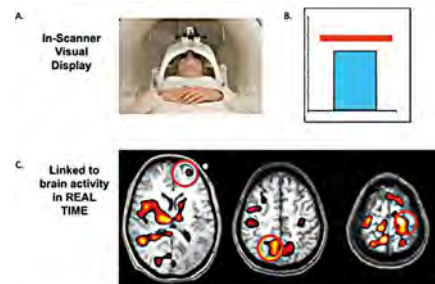 A.
In-Scanner
Visual
Display
B.
C.
Linked to
brain activity
in REAL
TIME